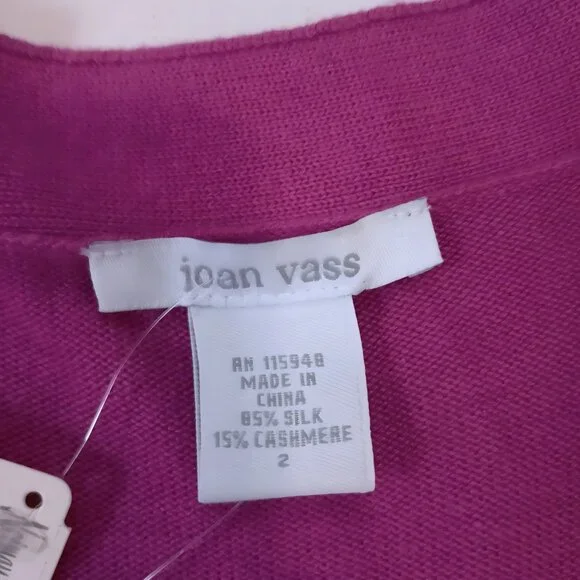 joan vass
RN 115948
MADE IN
CHINA
85% SILK
15% CASHMERE
2